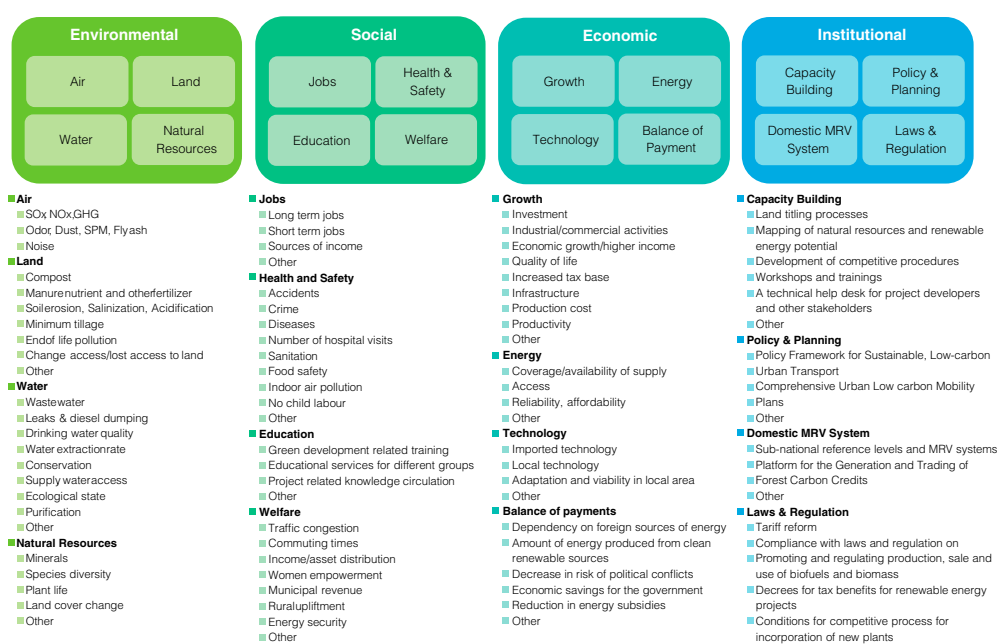 Environmental
Air
Land
Water
Natural
Resources
Social
Jobs
Health &
Safety
Education
Welfare
Economic
Growth
Energy
Technology
Balance of
Payment
Institutional
Capacity
Building
Policy &
Planning
Domestic MRV
System
Laws &
Regulation
Air
SOx, NOx,GHG
Odor, Dust, SPM, Flyash
Noise
Land
Compost
Manurenutrient and otherfertilizer
Soilerosion, Salinization, Acidification
Minimum tillage
Endof life pollution
Change access/lost access to land
Other
Water
Wastewater
Leaks & diesel dumping
Drinking water quality
Water extractionrate
Conservation
Supply wateraccess
Ecological state
Purification
Other
Natural Resources
Minerals
Species diversity
Plant life
Land cover change
Other
Jobs
Long term jobs
Short term jobs
Sources of income
Other
Health and Safety
Accidents
Crime
Diseases
Number of hospital visits
Sanitation
Food safety
Indoor air pollution
No child labour
Other
Education
Green development related training
Educational services for different groups
Project related knowledge circulation
Other
Welfare
Traffic congestion
Commuting times
Income/asset distribution
Women empowerment
Municipal revenue
Ruralupliftment
Energy security
Other
Growth
Investment
Industrial/commercial activities
Economic growth/higher income
Quality of life
Increased tax base
Infrastructure
Production cost
Productivity
Other
Energy
Coverage/availability of supply
Access
Reliability, affordability
Other
Technology
Imported technology
Local technology
Adaptation and viability in local area
Other
Balance of payments
Dependency on foreign sources of energy
Amount of energy produced from clean
renewable sources
Decrease in risk of political conflicts
Economic savings for the government
Reduction in energy subsidies
Other
Capacity Building
Land titling processes
Mapping of natural resources and renewable
energy potential
Development of competitive procedures
Workshops and trainings
A technical help desk for project developers
and other stakeholders
Other
Policy & Planning
Policy Framework for Sustainable, Low-carbon
Urban Transport
Comprehensive Urban Low carbon Mobility
Plans
Other
Domestic MRV System
Sub-national reference levels and MRV systems
Platform for the Generation and Trading of
Forest Carbon Credits
Other
Laws & Regulation
Tariff reform
Compliance with laws and regulation on
Promoting and regulating production, sale and
use of biofuels and biomass
Decrees for tax benefits for renewable energy
projects
Conditions for competitive process for
incorporation of new plants